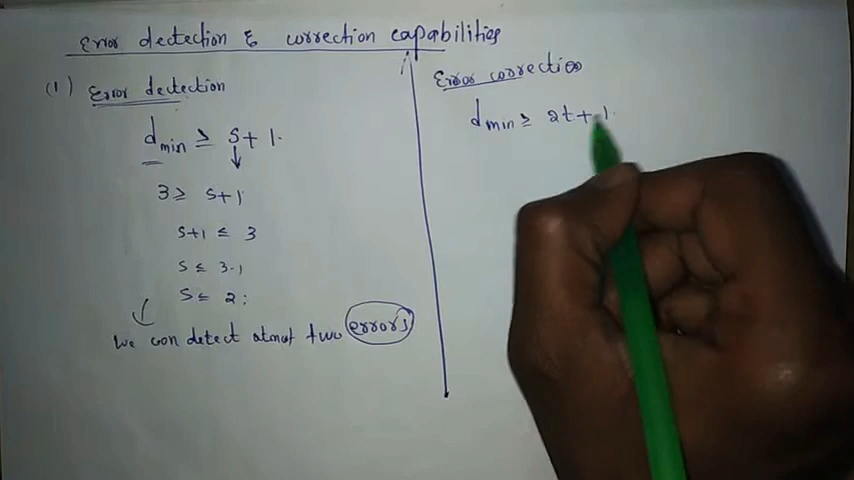 Error dectection & correction capabilities
(1) Error detection
dmin ≥ S + 1.
3 ≥ S+1
S+1 ≤ 3
S ≤ 3-1
S ≤ 2;
we can detect atmost two errors
Error correction
dmin ≥ 2t+1.